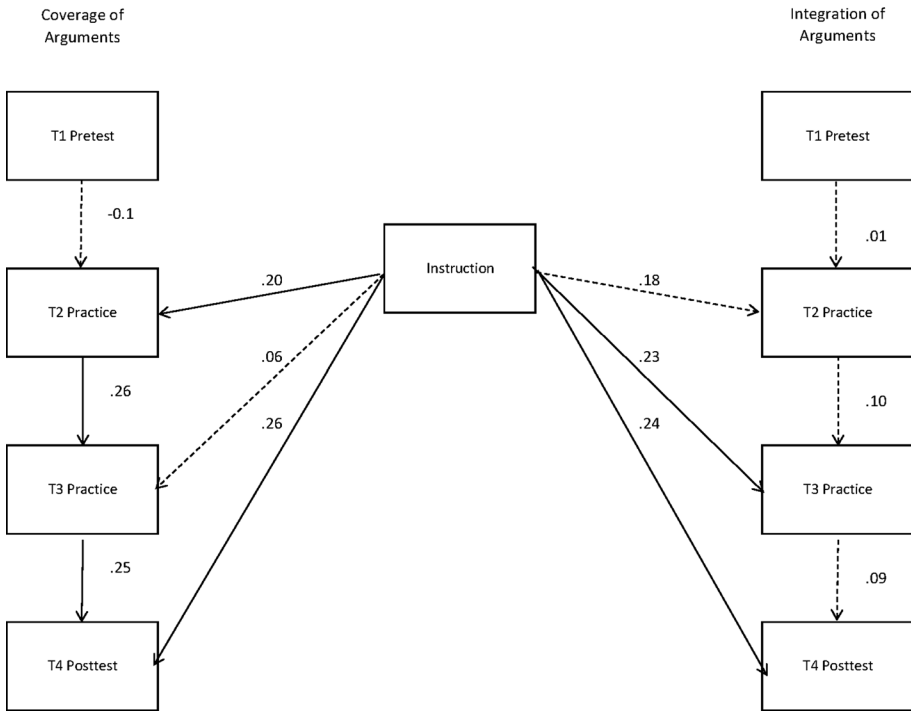 Coverage of
Arguments
Integration of
Arguments
T1 Pretest
T1 Pretest
-0.1
.01
Instruction
T2 Practice
.20
.18
T2 Practice
.06
.23
.26
.26
.24
.10
T3 Practice
T3 Practice
.25
.09
T4 Posttest
T4 Posttest